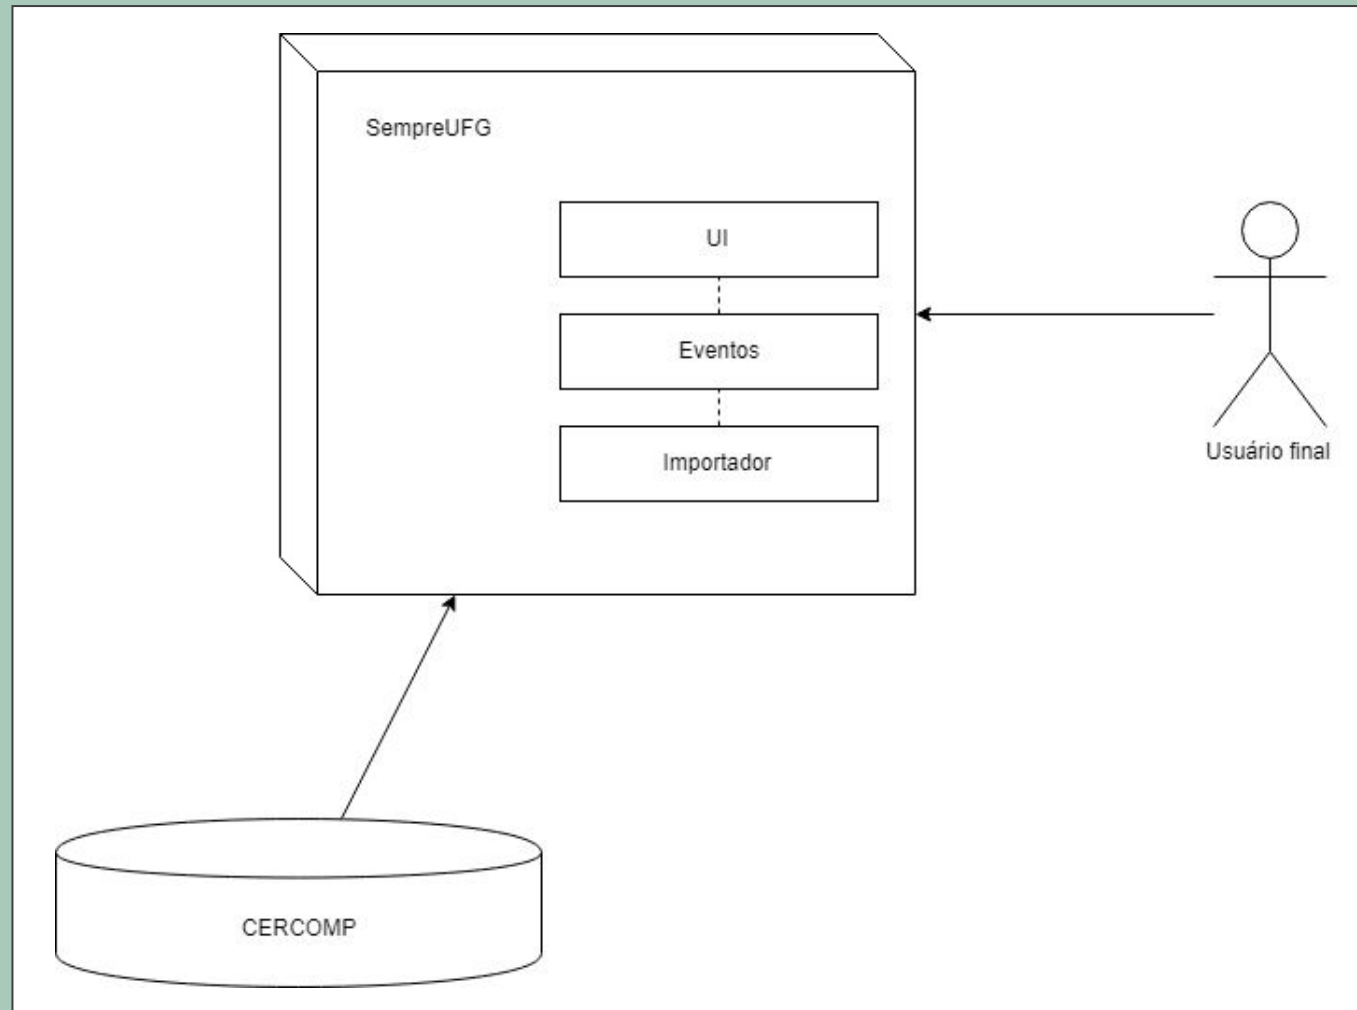 SempreUFG
UI
Eventos
Importador
Usuário final
CERCOMP